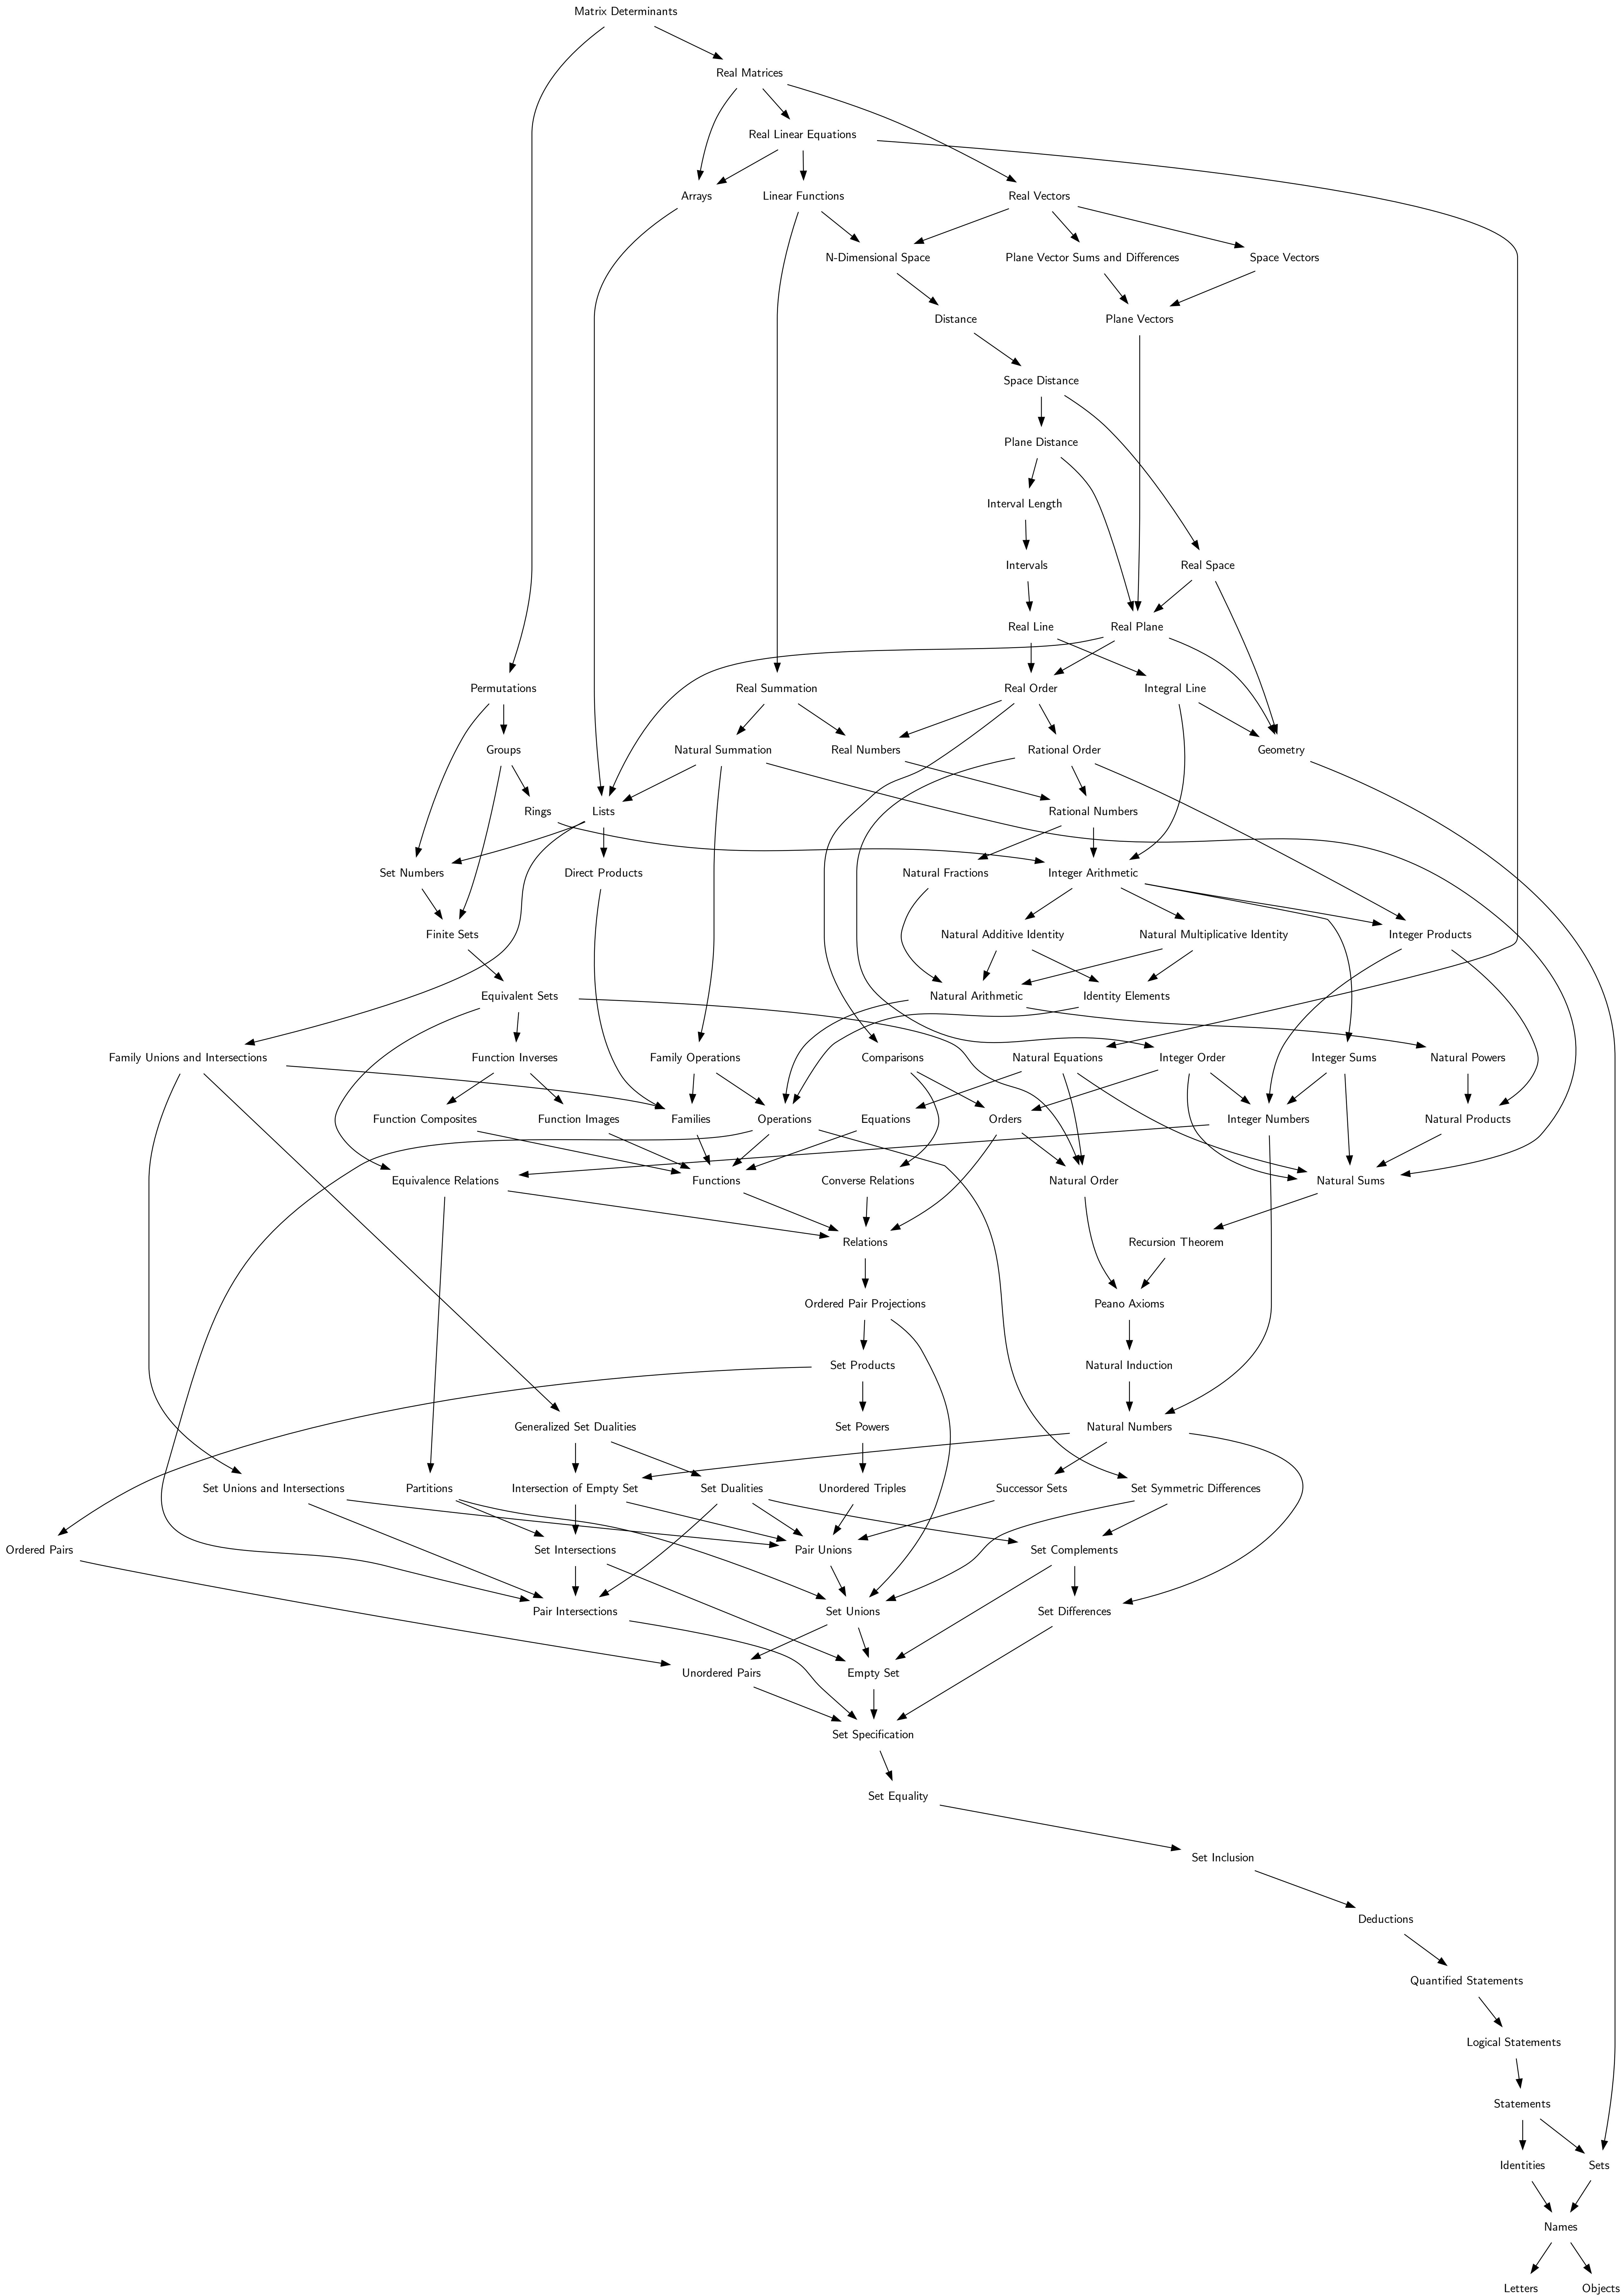 Matrix Determinants
Real Matrices
Real Linear Equations
Arrays
Linear Functions
Real Vectors
N-Dimensional Space
Plane Vector Sums and Differences
Space Vectors
Distance
Plane Vectors
Space Distance
Plane Distance
Interval Length
Intervals
Real Space
Real Line
Real Plane
Permutations
Real Summation
Real Order
Integral Line
Groups
Natural Summation
Real Numbers
Rational Order
Geometry
Rings
Lists
Rational Numbers
Set Numbers
Direct Products
Natural Fractions
Integer Arithmetic
Finite Sets
Natural Additive Identity
Natural Multiplicative Identity
Integer Products
Equivalent Sets
Natural Arithmetic
Identity Elements
Family Unions and Intersections
Function Inverses
Family Operations
Comparisons
Natural Equations
Integer Order
Integer Sums
Natural Powers
Function Composites
Function Images
Families
Operations
Equations
Orders
Integer Numbers
Natural Products
Equivalence Relations
Functions
Converse Relations
Natural Order
Natural Sums
Relations
Recursion Theorem
Ordered Pair Projections
Peano Axioms
Set Products
Natural Induction
Generalized Set Dualities
Set Powers
Natural Numbers
Set Unions and Intersections
Partitions
Intersection of Empty Set
Set Dualities
Unordered Triples
Successor Sets
Set Symmetric Differences
Ordered Pairs
Set Intersections
Pair Unions
Set Complements
Pair Intersections
Set Unions
Set Differences
Unordered Pairs
Empty Set
Set Specification
Set Equality
Set Inclusion
Deductions
Quantified Statements
Logical Statements
Statements
Identities
Sets
Names
Letters
Objects